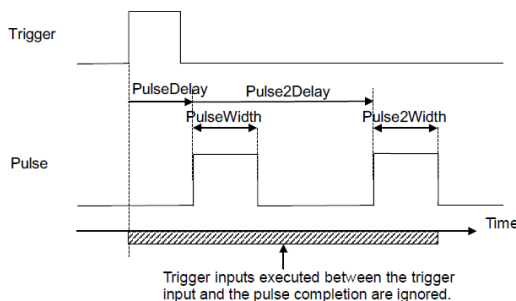 Trigger
PulseDelay
Pulse2Delay
PulseWidth
Pulse2Width
Pulse
Time
Trigger inputs executed between the trigger
input and the pulse completion are ignored.